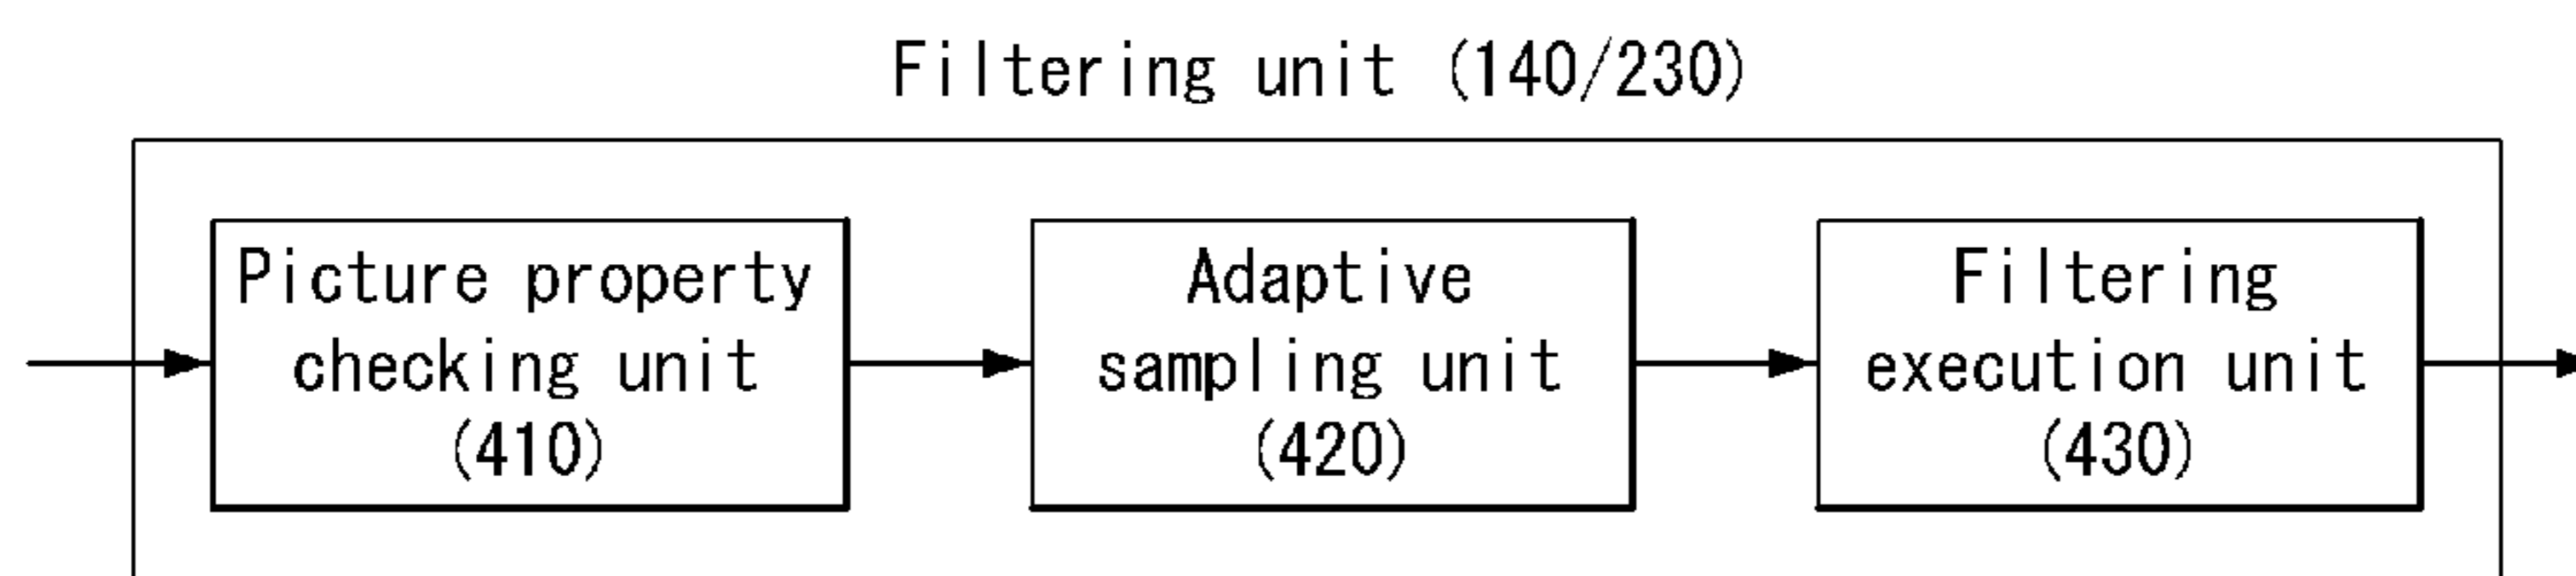 Filtering unit (140/230)
Picture property
checking unit
(410)
Adaptive
sampling unit
(420)
Filtering
execution unit
(430)